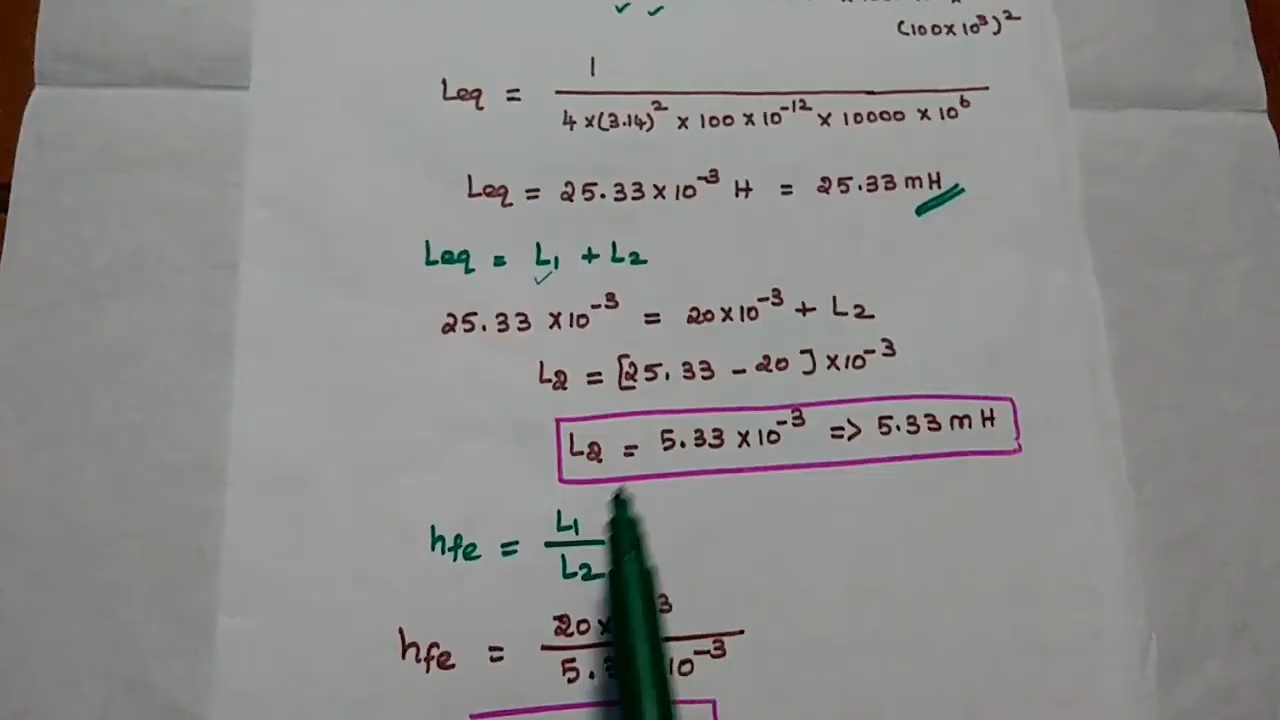 (100×10³)²
Leq = 1 / 4×(3.14)² × 100 × 10⁻¹² × 10000 × 10⁶
Leq = 25.33×10⁻³ H = 25.33 mH
Leq = L₁ + L₂
25.33 ×10⁻³ = 20×10⁻³ + L₂
L₂ = [25.33 – 20] ×10⁻³
L₂ = 5.33 ×10⁻³ => 5.33 mH
hfe = L₁ / L₂
hfe = 20× 3 / 5. 10⁻³